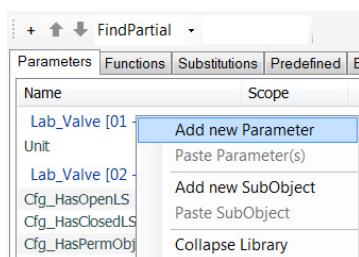 + FindPartial
Parameters Functions Substitutions Predefined
Name Scope
Lab_Valve [01 -
Add new Parameter
Unit
Paste Parameter(s)
Lab_Valve [02 -
Add new SubObject
Cfg_HasOpenLS
Paste SubObject
Cfg_HasClosedLS
Cfg_HasPermObj
Collapse Library